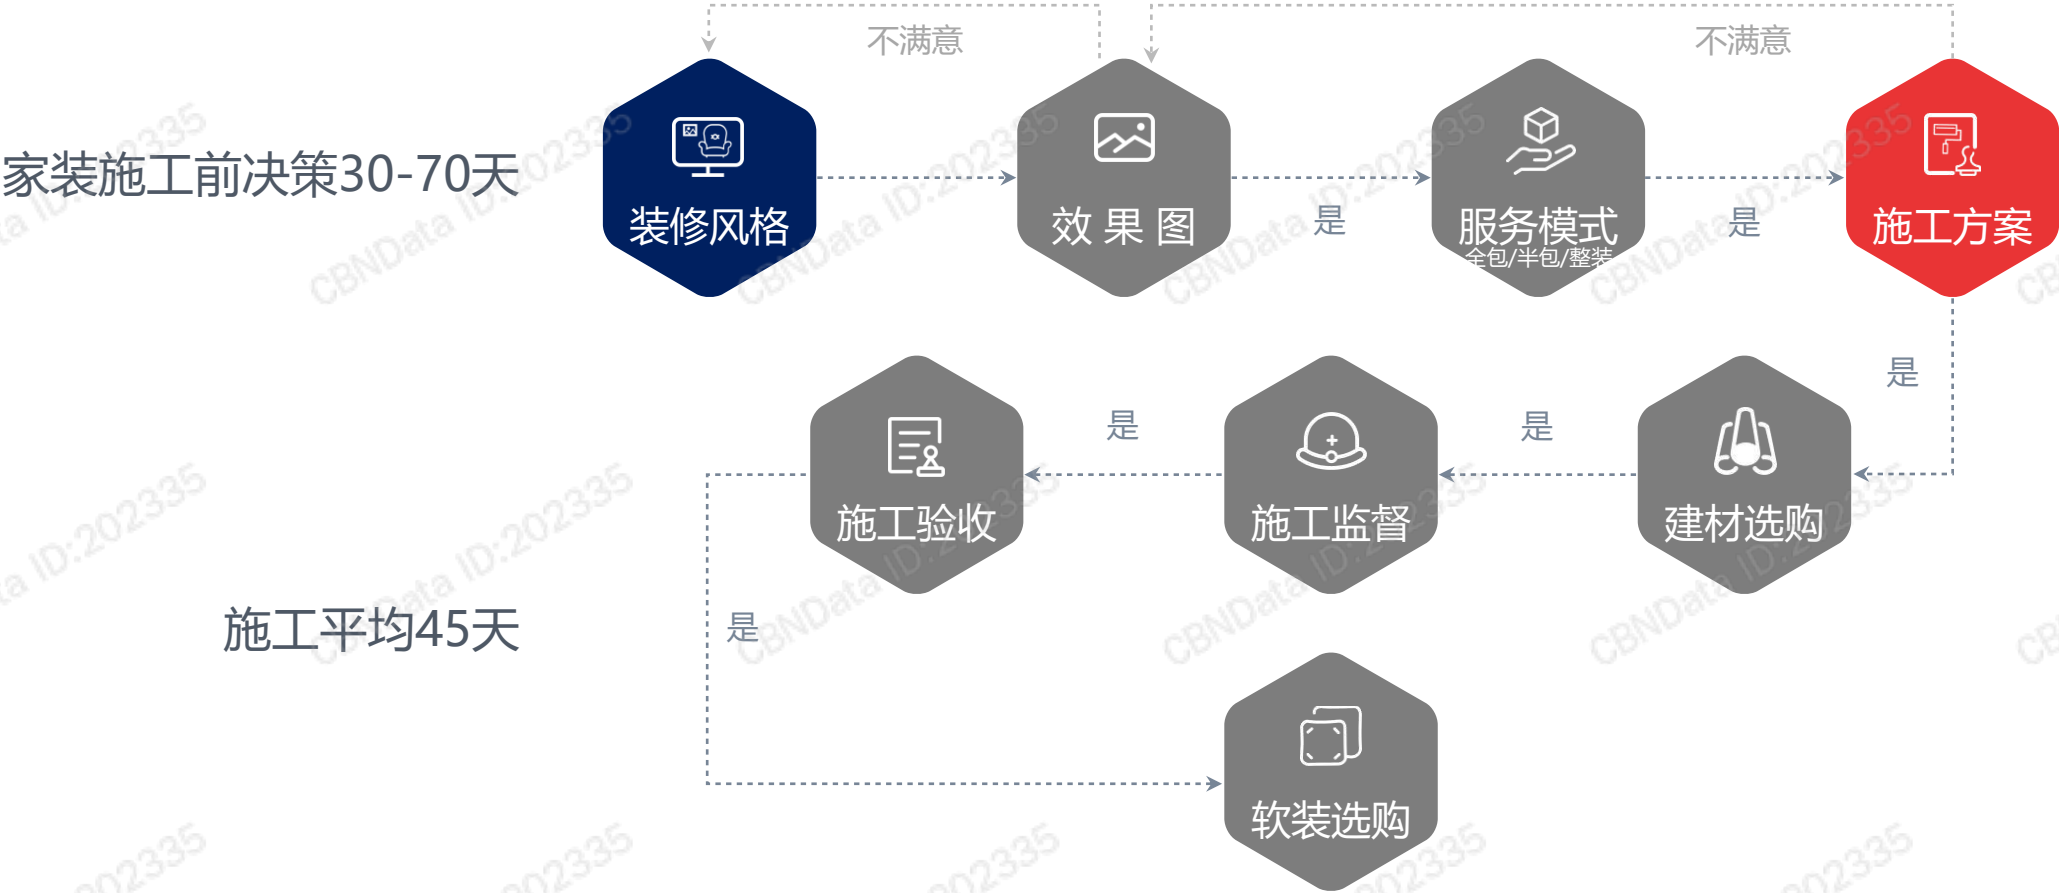 不满意
不满意
家装施工前决策30-70天
装修风格
效果图
是
服务模式
全包/半包/整装
是
施工方案
是
施工验收
是
施工监督
是
建材选购
施工平均45天
是
软装选购
CBNData ID:202335